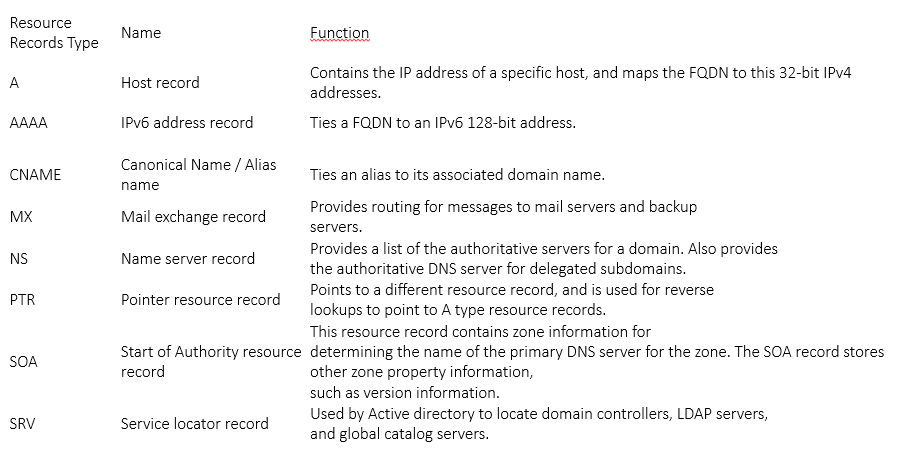 Resource
Records Type
Name
Function
A
Host record
Contains the IP address of a specific host, and maps the FQDN to this 32-bit IPv4
addresses.
AAAA
IPv6 address record
Ties a FQDN to an IPv6 128-bit address.
CNAME
Canonical Name / Alias
name
Ties an alias to its associated domain name.
MX
Mail exchange record
Provides routing for messages to mail servers and backup
servers.
NS
Name server record
Provides a list of the authoritative servers for a domain. Also provides
the authoritative DNS server for delegated subdomains.
PTR
Pointer resource record
Points to a different resource record, and is used for reverse
lookups to point to A type resource records.
SOA
Start of Authority resource
record
This resource record contains zone information for
determining the name of the primary DNS server for the zone. The SOA record stores
other zone property information,
such as version information.
SRV
Service locator record
Used by Active directory to locate domain controllers, LDAP servers,
and global catalog servers.